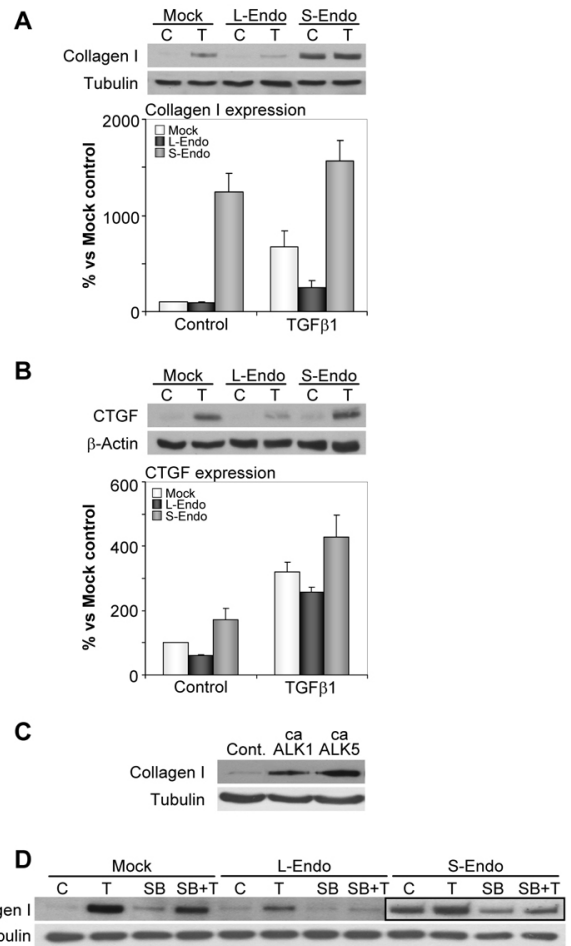 A
Mock L-Endo S-Endo
C T C T C T
Collagen I
Tubulin
Collagen I expression
2000
1000
0
% vs Mock control
Mock
L-Endo
S-Endo
Control TGFβ1
B
Mock L-Endo S-Endo
C T C T C T
CTGF
β-Actin
CTGF expression
600
400
200
0
% vs Mock control
Mock
L-Endo
S-Endo
Control TGFβ1
C
ca ca
Cont. ALK1 ALK5
Collagen I
Tubulin
D
Mock L-Endo S-Endo
C T SB SB+T C T SB SB+T C T SB SB+T
gen I
bulin